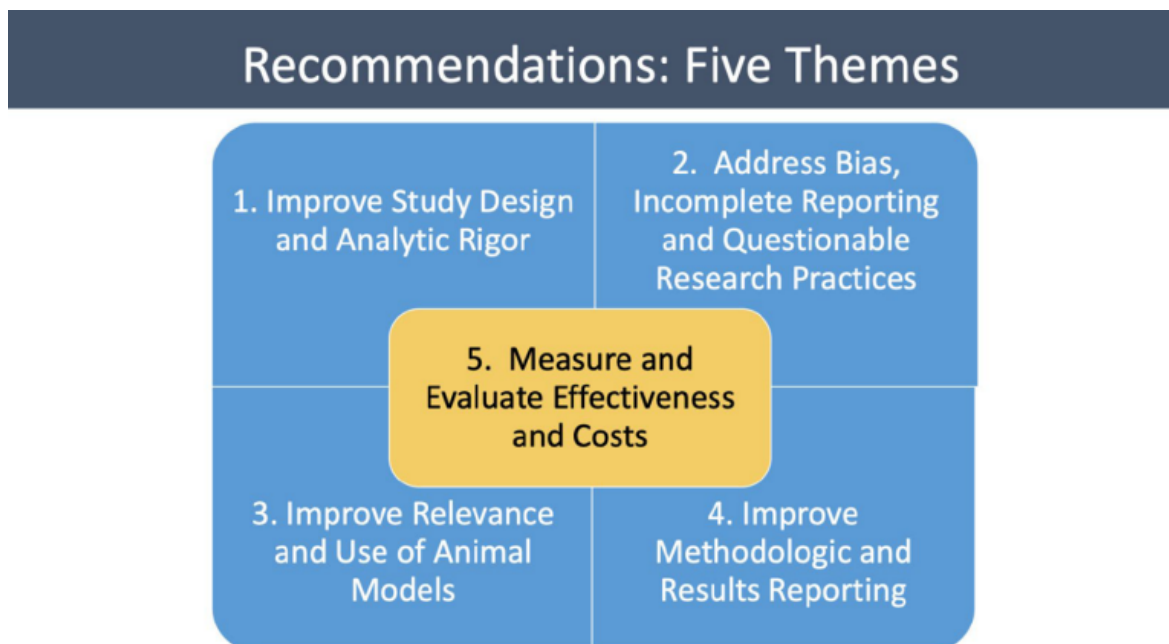 Recommendations: Five Themes
1. Improve Study Design
and Analytic Rigor
2. Address Bias,
Incomplete Reporting
and Questionable
Research Practices
5. Measure and
Evaluate Effectiveness
and Costs
3. Improve Relevance
and Use of Animal
Models
4. Improve
Methodologic and
Results Reporting